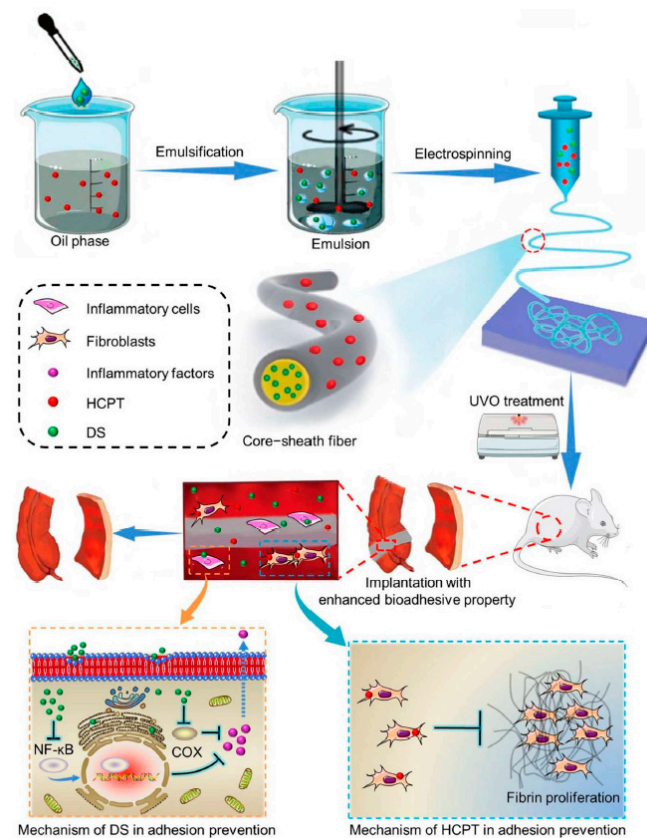 Emulsification
Electrospinning
Oil phase
Emulsion
Inflammatory cells
Fibroblasts
Inflammatory factors
HCPT
DS
Core−sheath fiber
UVO treatment
Implantation with
enhanced bioadhesive property
NF-κB
COX
Fibrin proliferation
Mechanism of DS in adhesion prevention
Mechanism of HCPT in adhesion prevention